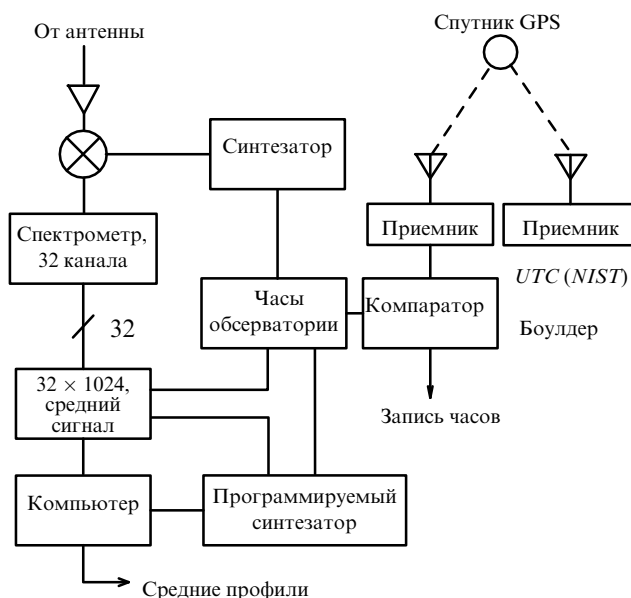 От антенны
Спутник GPS
Синтезатор
Приемник
Приемник
Спектрометр,
32 канала
UTC (NIST)
Часы
обсерватории
Компаратор
Боулдер
32
32 × 1024,
средний
сигнал
Запись часов
Компьютер
Программируемый
синтезатор
Средние профили